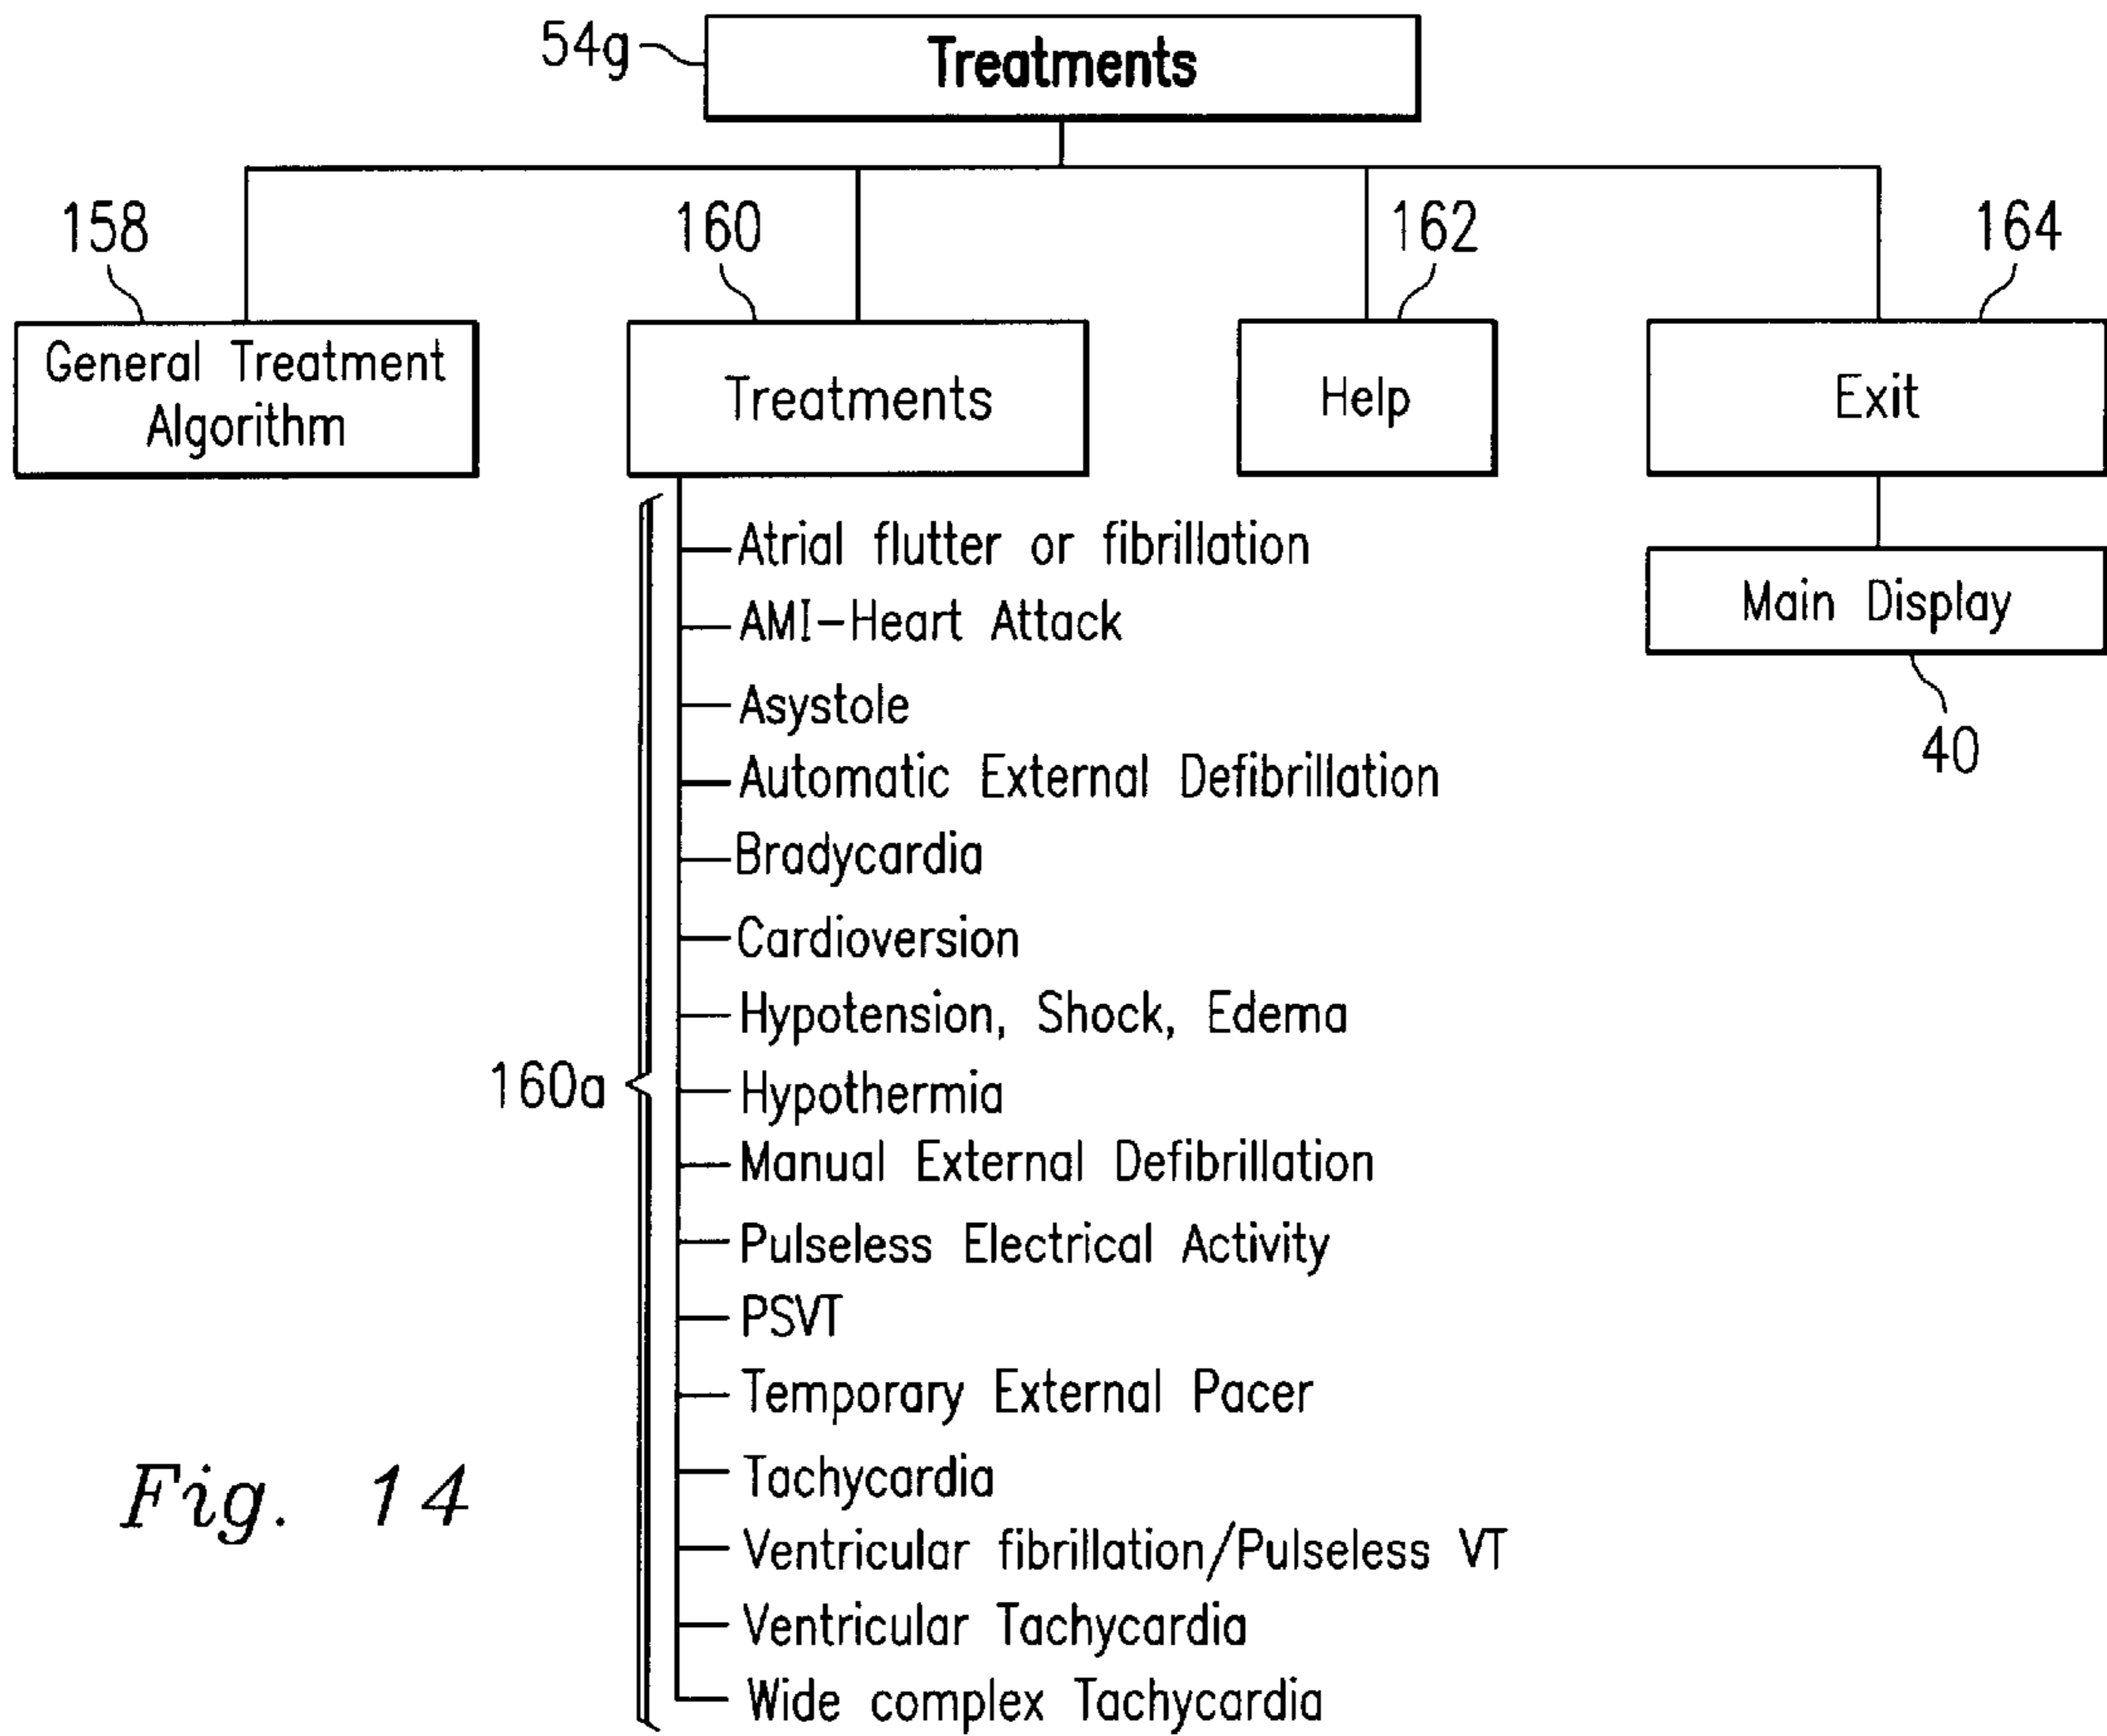 54g
Treatments
158
160
162
164
General Treatment
Algorithm
Treatments
Help
Exit
Atrial flutter or fibrillation
AMI-Heart Attack
Main Display
Asystole
40
Automatic External Defibrillation
Bradycardia
Cardioversion
Hypotension, Shock, Edema
160a
Hypothermia
Manual External Defibrillation
Pulseless Electrical Activity
PSVT
Temporary External Pacer
Tachycardia
Ventricular fibrillation/Pulseless VT
Ventricular Tachycardia
Wide complex Tachycardia
Fig. 14